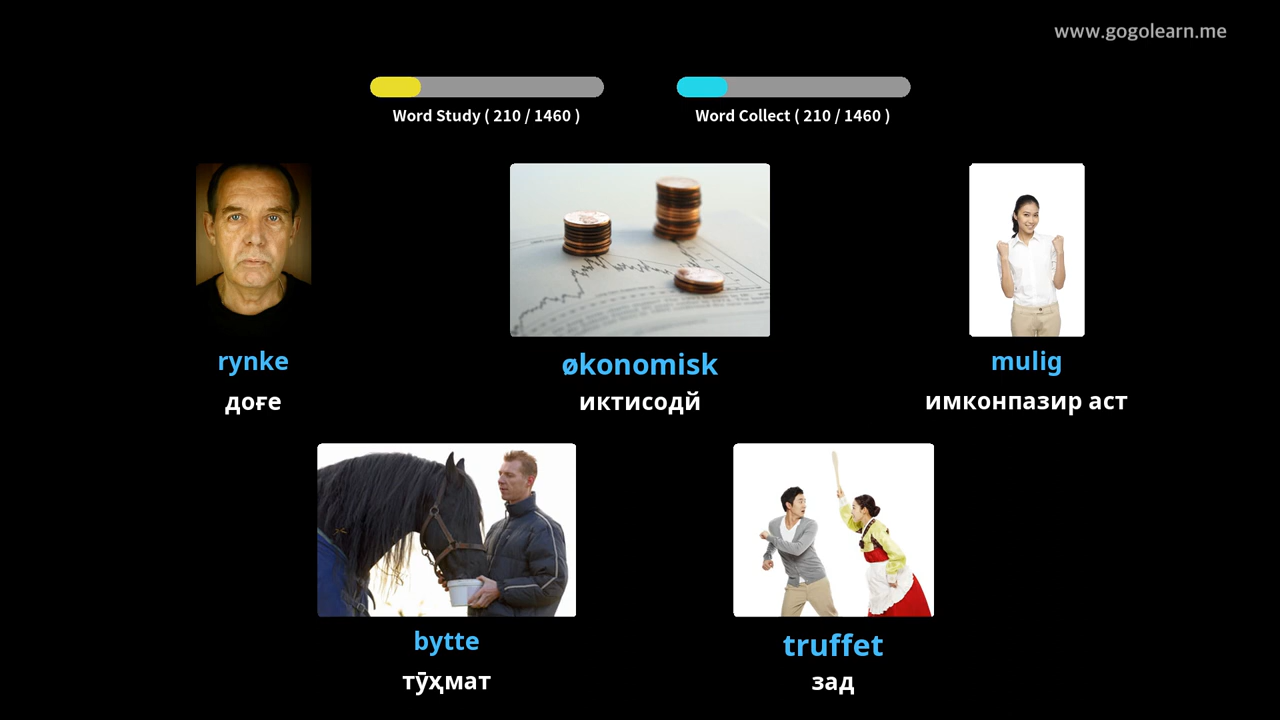 www.gogolearn.me
Word Study ( 210 / 1460 )
Word Collect ( 210 / 1460 )
rynke
доғе
økonomisk
иктисодй
mulig
имконпазир аст
bytte
тӯҳмат
truffet
зад